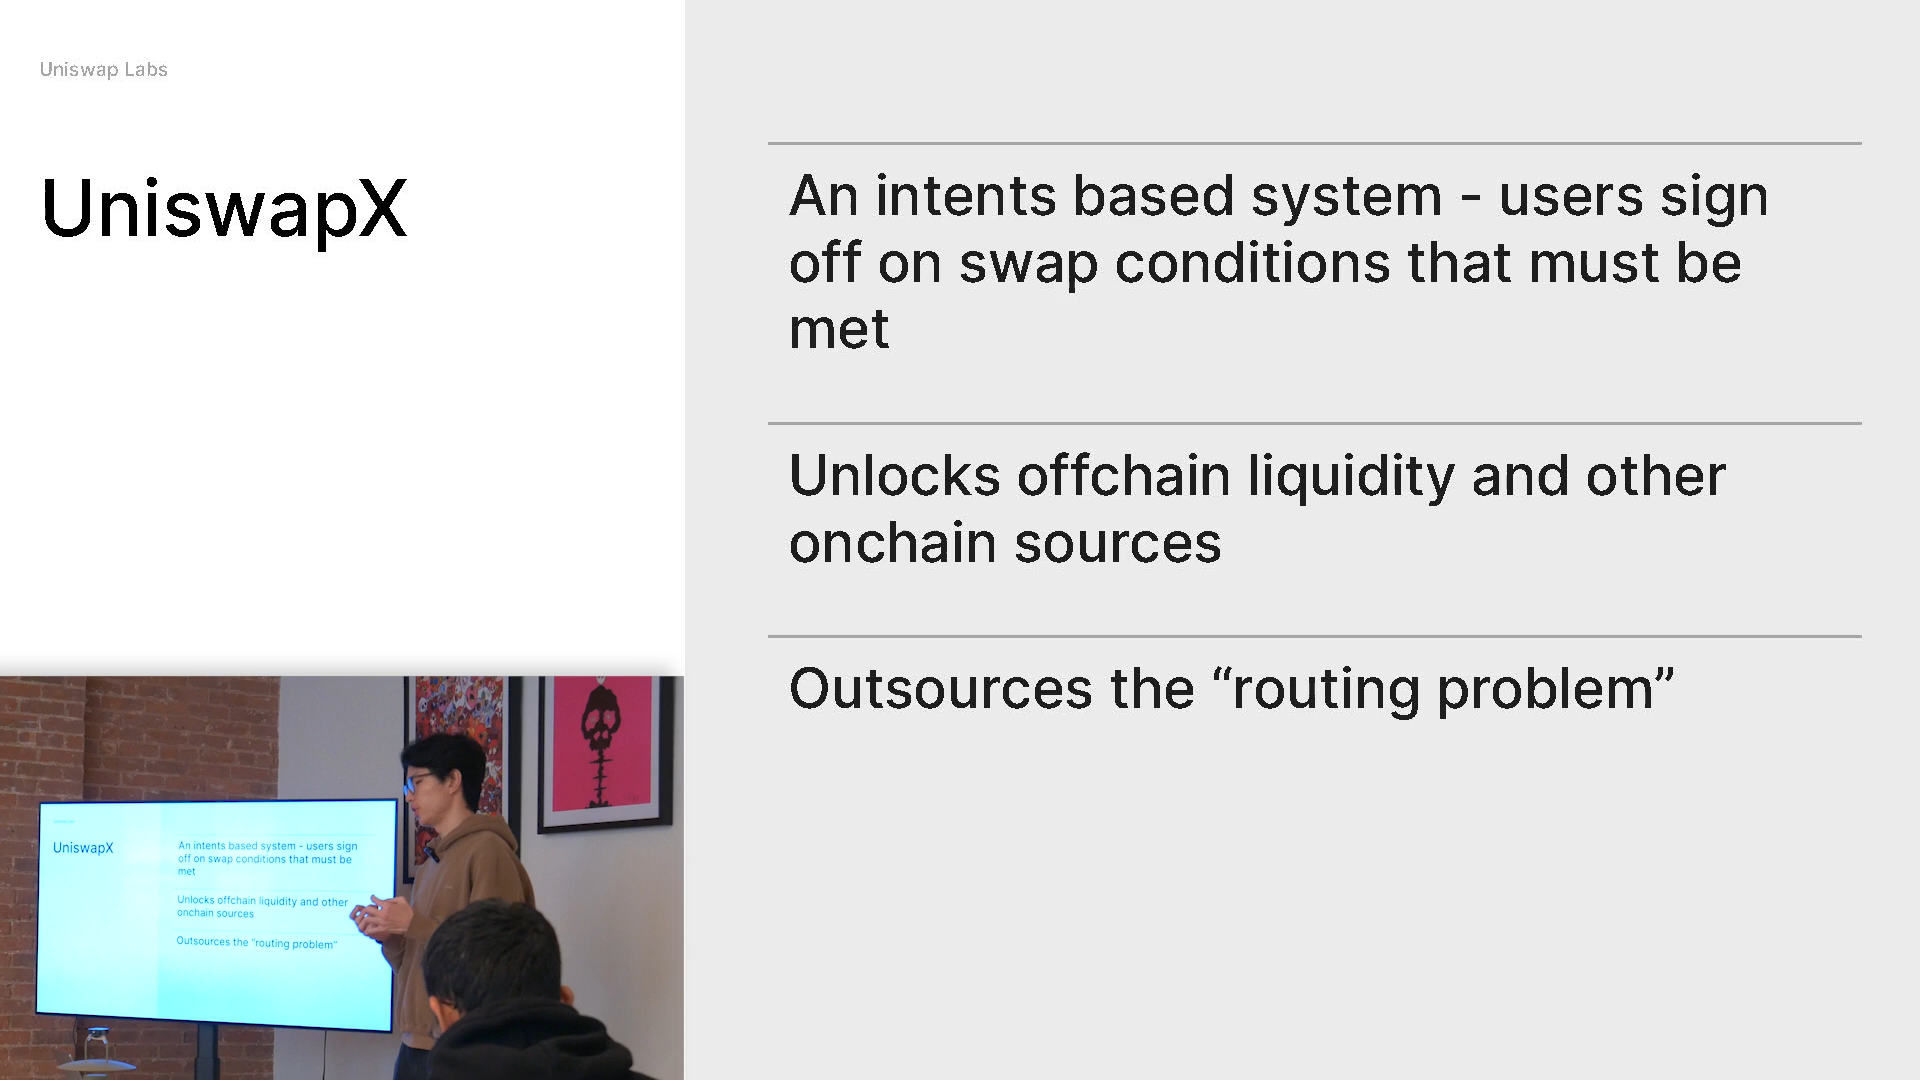 Uniswap Labs
UniswapX
An intents based system - users sign
off on swap conditions that must be
met
Unlocks offchain liquidity and other
onchain sources
Outsources the “routing problem”
UniswapX
An intents based system - users sign
off on swap conditions that must be
met
Unlocks offchain liquidity and other
onchain sources
Outsources the "routing problem"